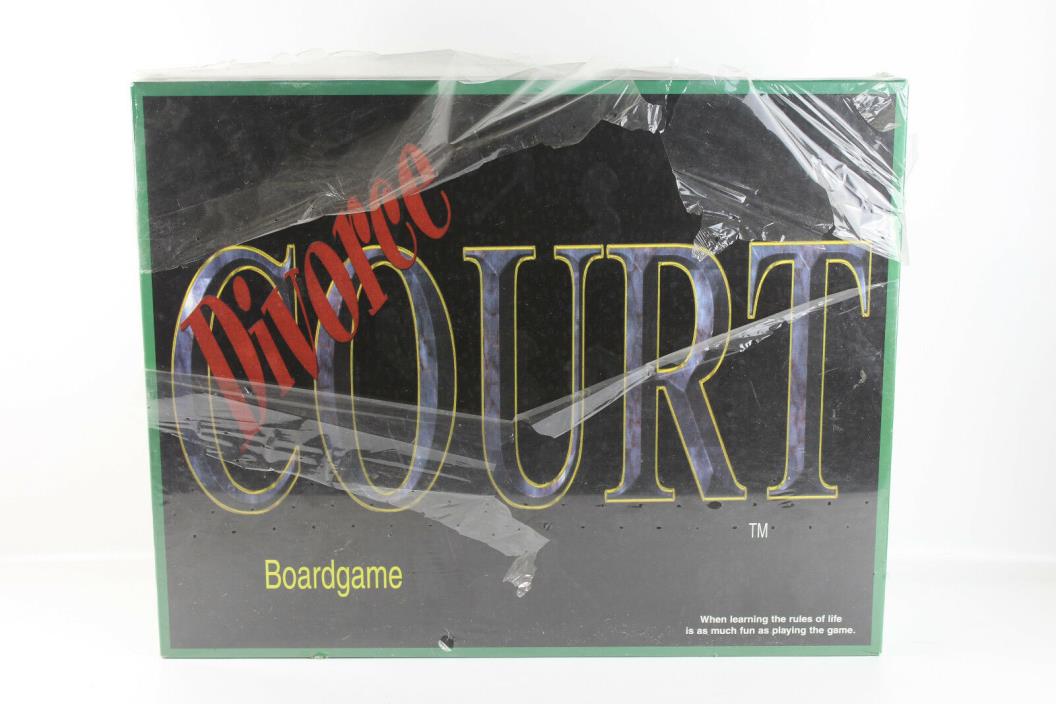 Divorce
COURT
TM
Boardgame
When learning the rules of life
is as much fun as playing the game.